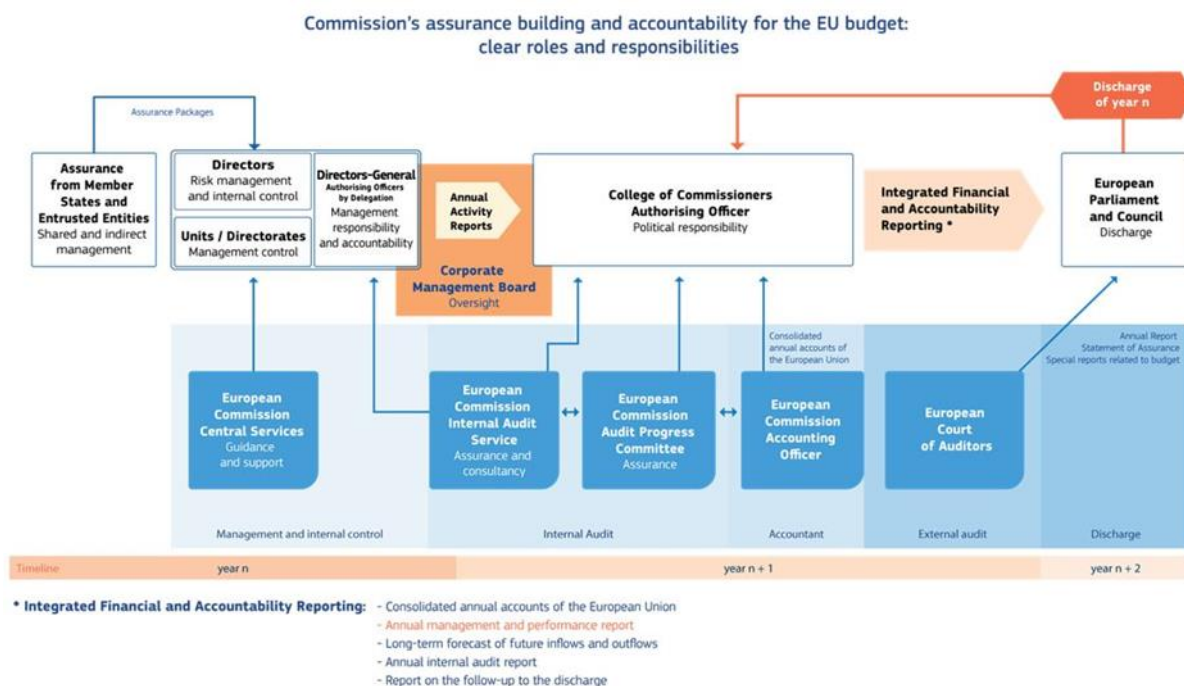 Commission's assurance building and accountability for the EU budget:
clear roles and responsibilities
Discharge
of year n
Assurance Packages
Assurance
from Member
States and
Entrusted Entities
Shared and indirect
management
Directors
Risk management
and internal control
Units / Directorates
Management control
Directors-General
Authorising Officers
by Delegation
Management
responsibility
and accountability
Annual
Activity
Reports
Corporate
Management Board
Oversight
College of Commissioners
Authorising Officer
Political responsibility
Integrated Financial
and Accountability
Reporting *
European
Parliament
and Council
Discharge
Consolidated
annual accounts of
the European Union
Annual Report
Statement of Assurance
Special reports related to budget
European
Commission
Central Services
Guidance
and support
European
Commission
Internal Audit
Service
Assurance and
consultancy
European
Commission
Audit Progress
Committee
Assurance
European
Commission
Accounting
Officer
European
Court
of Auditors
Management and internal control
Internal Audit
Accountant
External audit
Discharge
Timeline
year n
year n + 1
year n + 2
* Integrated Financial and Accountability Reporting:
- Consolidated annual accounts of the European Union
- Annual management and performance report
- Long-term forecast of future inflows and outflows
- Annual internal audit report
- Report on the follow-up to the discharge